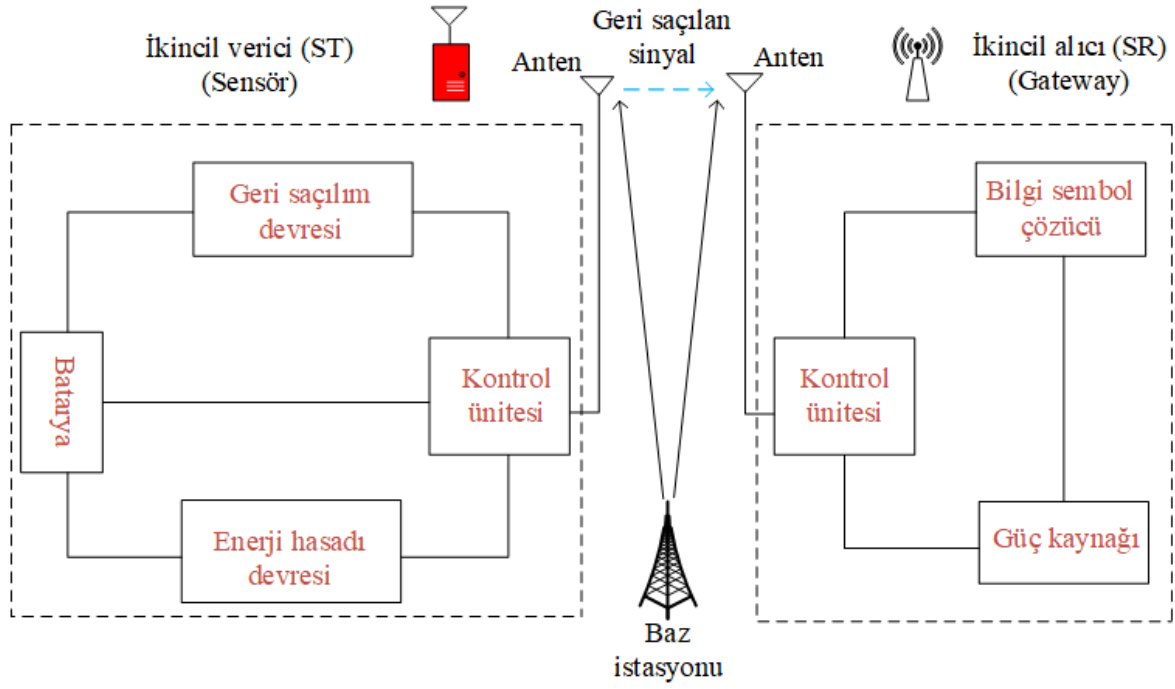 İkincil verici (ST)
(Sensör)
Anten
Geri saçılan
sinyal
Anten
İkincil alıcı (SR)
(Gateway)
Geri saçılım
devresi
Batarya
Kontrol
ünitesi
Enerji hasadı
devresi
Baz
istasyonu
Bilgi sembol
çözücü
Kontrol
ünitesi
Güç kaynağı